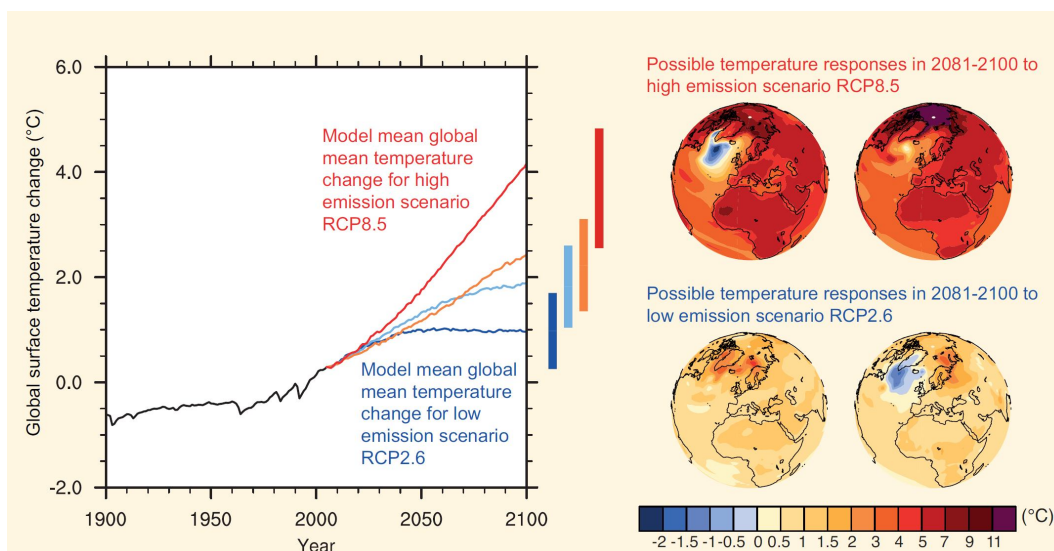 6.0
4.0
2.0
0.0
-2.0
Global surface temperature change (°C)
1900
1950
2000
2050
2100
Year
Model mean global
mean temperature
change for high
emission scenario
RCP8.5
Model mean global
mean temperature
change for low
emission scenario
RCP2.6
Possible temperature responses in 2081-2100 to
high emission scenario RCP8.5
Possible temperature responses in 2081-2100 to
low emission scenario RCP2.6
(°C)
-2 -1.5 -1 -0.5 0 0.5 1 1.5 2 3 4 5 7 9 11